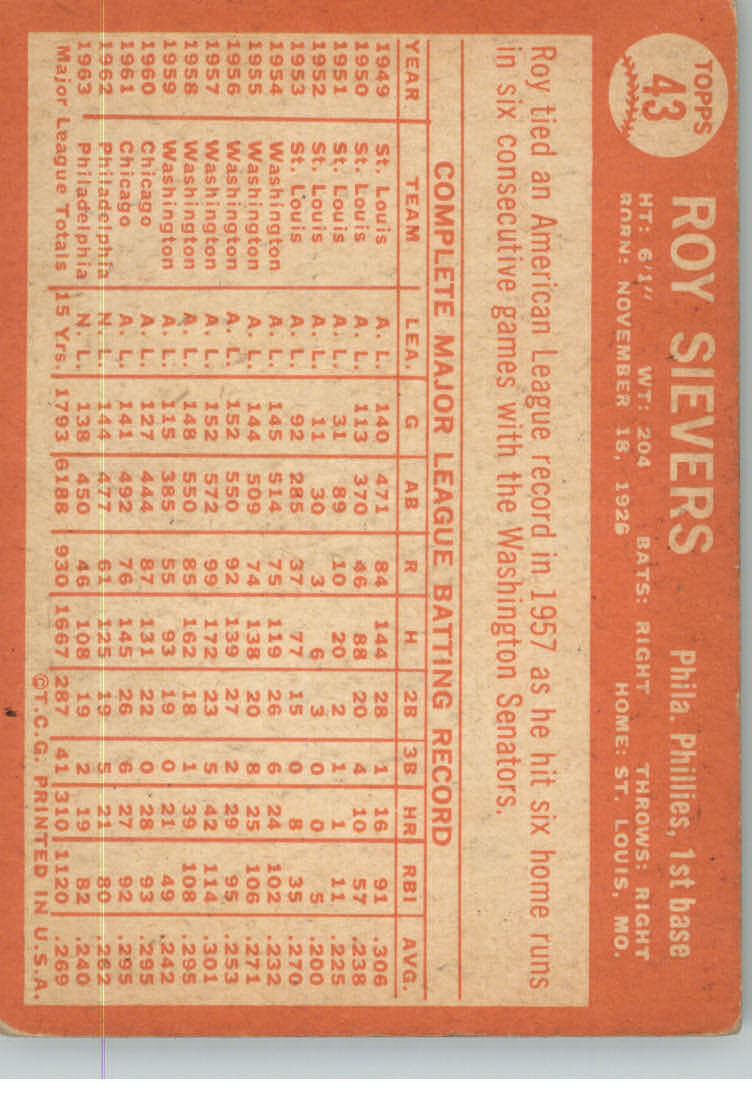 TOPPS
43
ROY SIEVERS Phila. Phillies, 1st base
HT: 6'1" WT: 204 BATS: RIGHT THROWS: RIGHT
BORN: NOVEMBER 18, 1926 HOME: ST. LOUIS, MO.
Roy tied an American League record in 1957 as he hit six home runs
in six consecutive games with the Washington Senators.
COMPLETE MAJOR LEAGUE BATTING RECORD
YEAR TEAM LEA. G AB R H 2B 3B HR RBI AVG.
1949 St. Louis A. L. 140 471 84 144 28 1 16 91 .306
1950 St. Louis A. L. 113 370 46 88 20 4 10 57 .238
1951 St. Louis A. L. 31 89 10 20 2 1 1 11 .225
1952 St. Louis A. L. 11 30 3 6 3 0 0 5 .200
1953 St. Louis A. L. 92 285 37 77 15 0 8 35 .270
1954 Washington A. L. 145 514 75 119 26 6 24 102 .232
1955 Washington A. L. 144 509 74 138 20 8 25 106 .271
1956 Washington A. L. 152 550 92 139 27 2 29 95 .253
1957 Washington A. L. 152 572 99 172 23 5 42 114 .301
1958 Washington A. L. 148 550 85 162 18 1 39 108 .295
1959 Washington A. L. 115 385 55 93 19 0 21 49 .242
1960 Chicago A. L. 127 444 87 131 22 0 28 93 .295
1961 Chicago A. L. 141 492 76 145 26 6 27 92 .295
1962 Philadelphia N. L. 144 477 61 125 19 5 21 80 .262
1963 Philadelphia N. L. 138 450 46 108 19 2 19 82 .240
Major League Totals 15 Yrs. 1793 6188 930 1667 287 41 310 1120 .269
©T.C.G. PRINTED IN U.S.A.